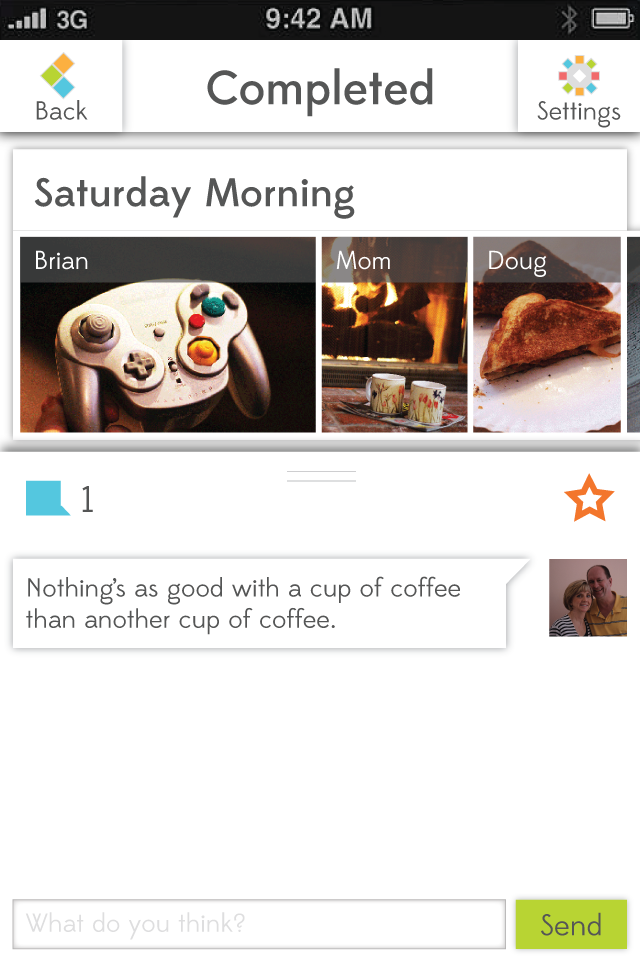 3G 9:42 AM
Back
Completed
Settings
Saturday Morning
Brian
Mom
Doug
1
Nothing's as good with a cup of coffee
than another cup of coffee.
What do you think?
Send